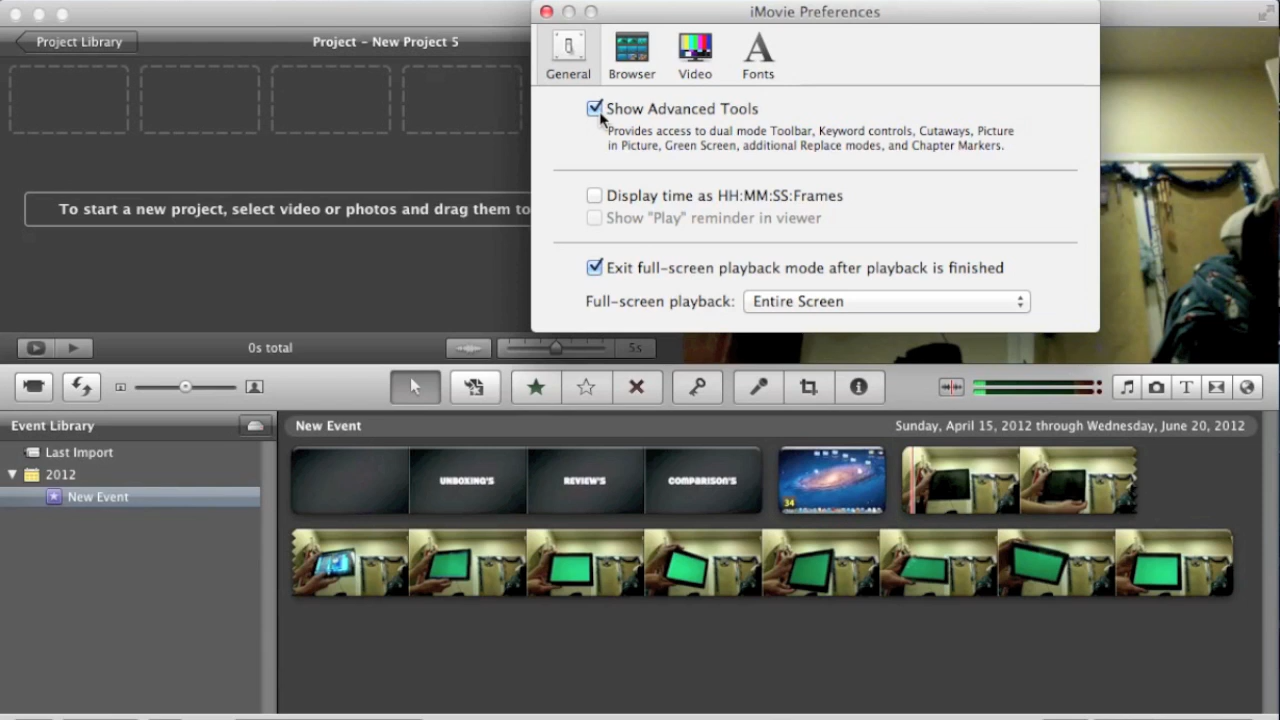 iMovie Preferences
Project Library
Project – New Project 5
General
Browser
Video
Fonts
Show Advanced Tools
Provides access to dual mode Toolbar, Keyword controls, Cutaways, Picture
in Picture, Green Screen, additional Replace modes, and Chapter Markers.
Display time as HH:MM:SS:Frames
Show "Play" reminder in viewer
To start a new project, select video or photos and drag them to
Exit full-screen playback mode after playback is finished
Full-screen playback: Entire Screen
0s total
5s
Event Library
New Event
Sunday, April 15, 2012 through Wednesday, June 20, 2012
Last Import
2012
New Event
UNBOXING'S
REVIEW'S
COMPARISON'S
34